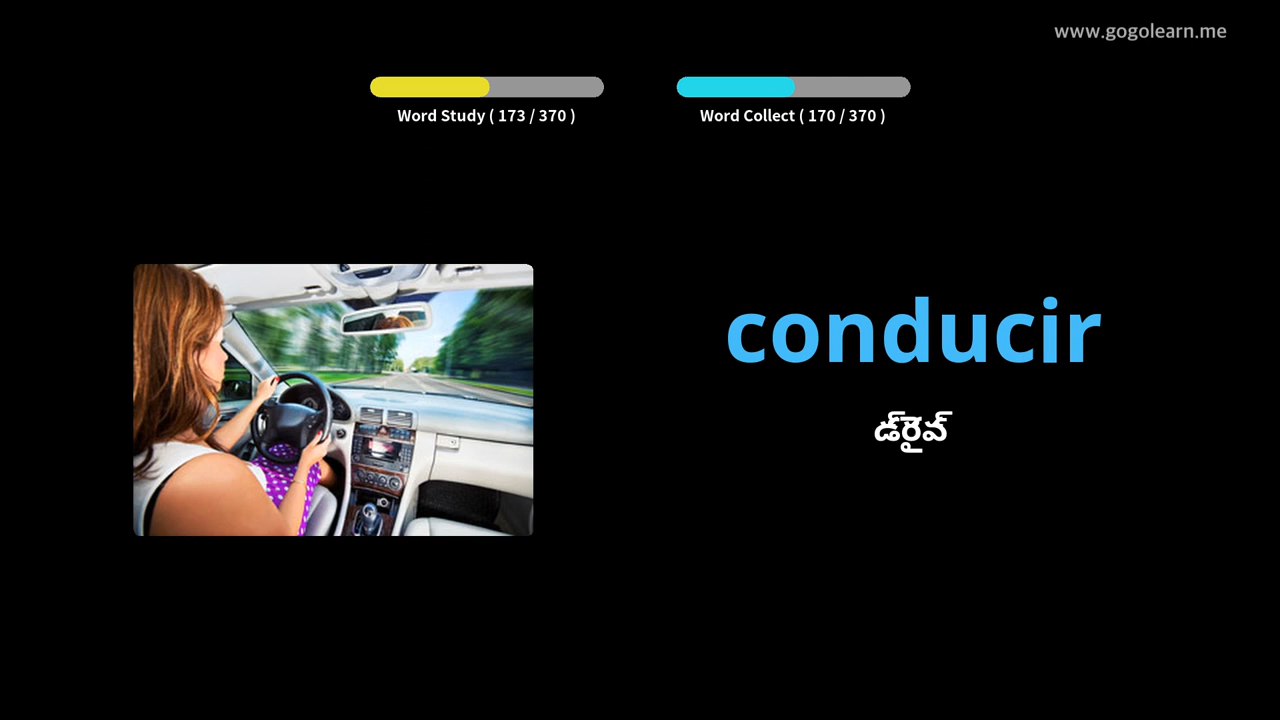 www.gogolearn.me
Word Study ( 173 / 370 )
Word Collect ( 170 / 370 )
conducir
డ్రైవ్